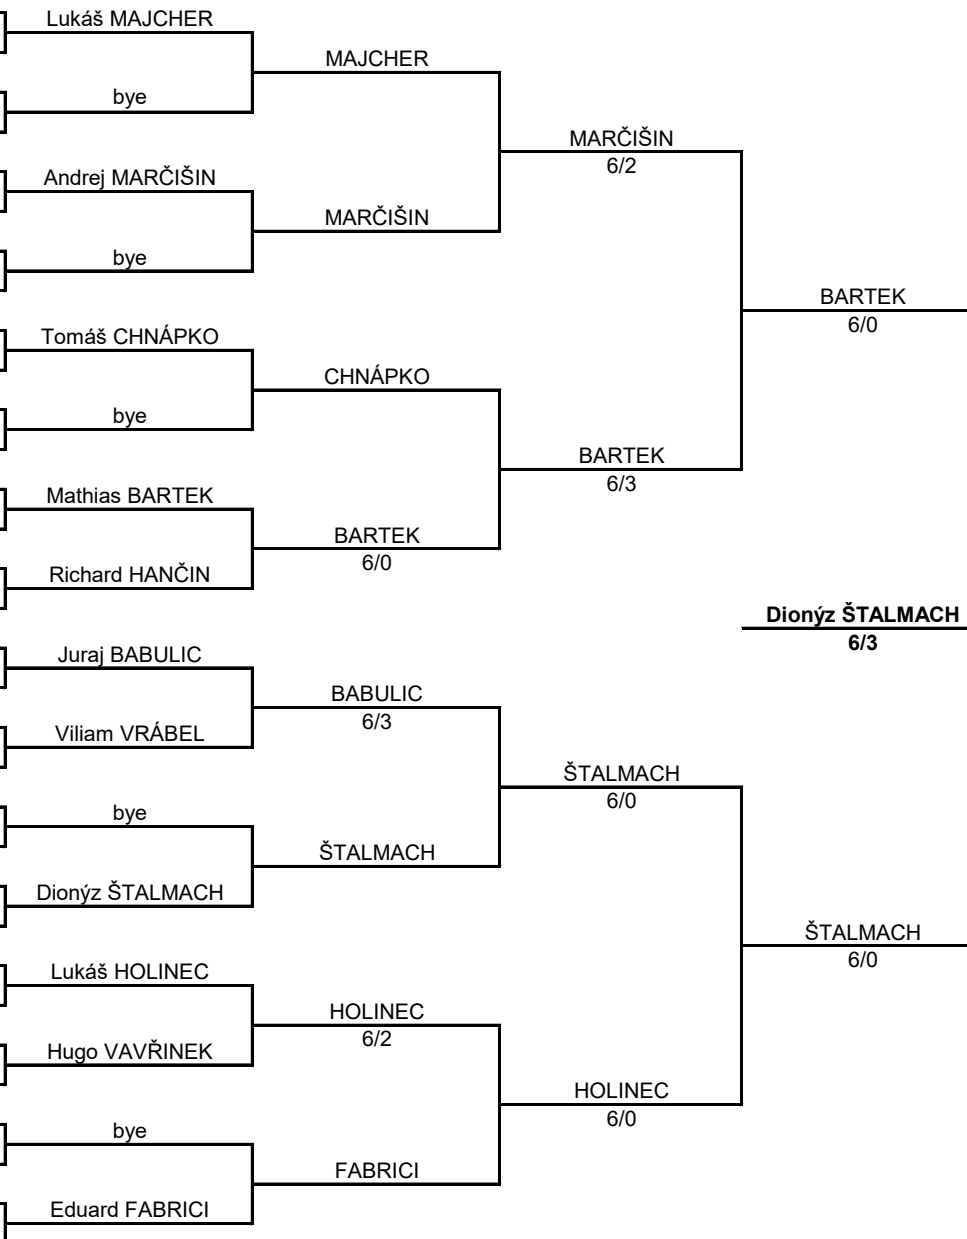 Lukáš MAJCHER
MAJCHER
bye
MARČIŠIN
6/2
Andrej MARČIŠIN
MARČIŠIN
bye
BARTEK
6/0
Tomáš CHNÁPKO
CHNÁPKO
bye
BARTEK
6/3
Mathias BARTEK
BARTEK
6/0
Richard HANČIN
Dionýz ŠTALMACH
6/3
Juraj BABULIC
BABULIC
6/3
Viliam VRÁBEL
ŠTALMACH
6/0
bye
ŠTALMACH
Dionýz ŠTALMACH
ŠTALMACH
6/0
Lukáš HOLINEC
HOLINEC
6/2
Hugo VAVŘINEK
HOLINEC
6/0
bye
FABRICI
Eduard FABRICI